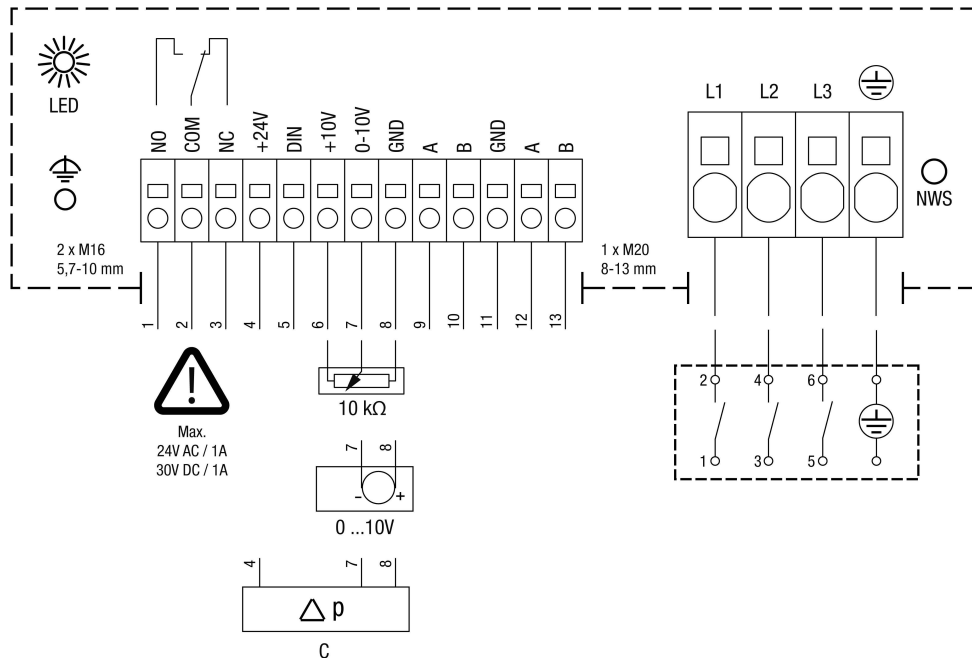 LED
NO
COM
NC
+24V
DIN
+10V
0-10V
GND
A
B
GND
A
B
L1
L2
L3
NWS
2 x M16
5,7-10 mm
1 x M20
8-13 mm
1
2
3
4
5
6
7
8
9
10
11
12
13
!
Max.
24V AC / 1A
30V DC / 1A
10 kΩ
7
8
- +
0 ...10V
4
7
8
△ p
C
2
4
6
1
3
5